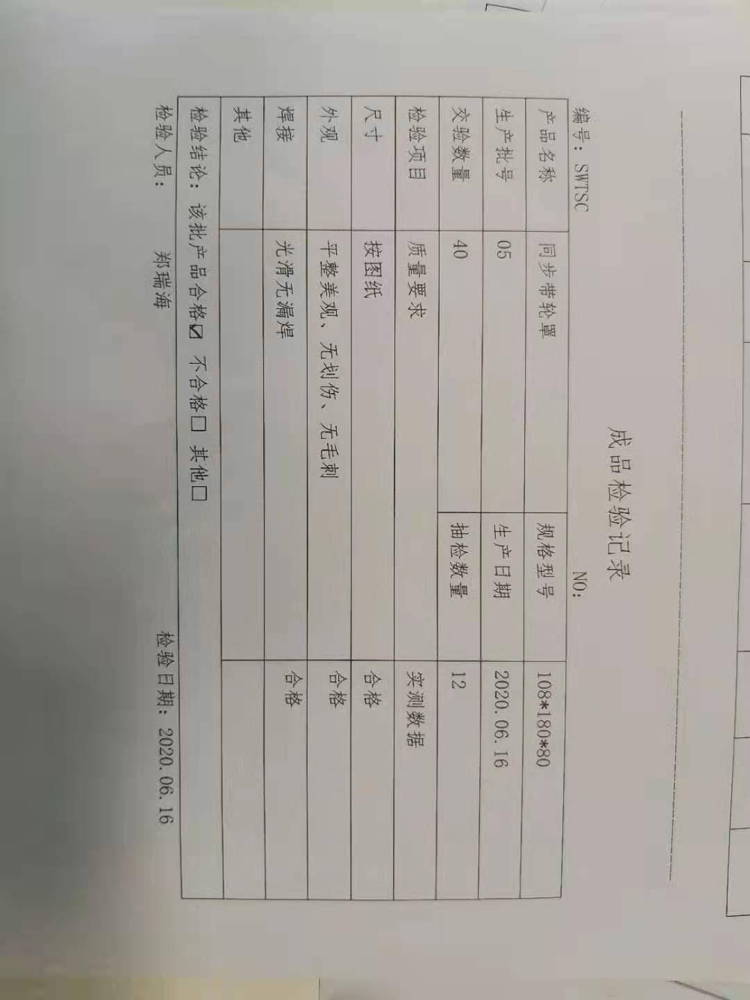 成品检验记录
编号：SWTSC NO：
产品名称 同步带轮罩 规格型号 108*180*80
生产批号 05 生产日期 2020.06.16
交验数量 40 抽检数量 12
检验项目 质量要求 实测数据
尺寸 按图纸 合格
外观 平整美观、无划伤、无毛刺 合格
焊接 光滑无漏焊 合格
其他
检验结论：该批产品合格☑ 不合格□ 其他□
检验人员： 郑瑞海 检验日期：2020.06.16